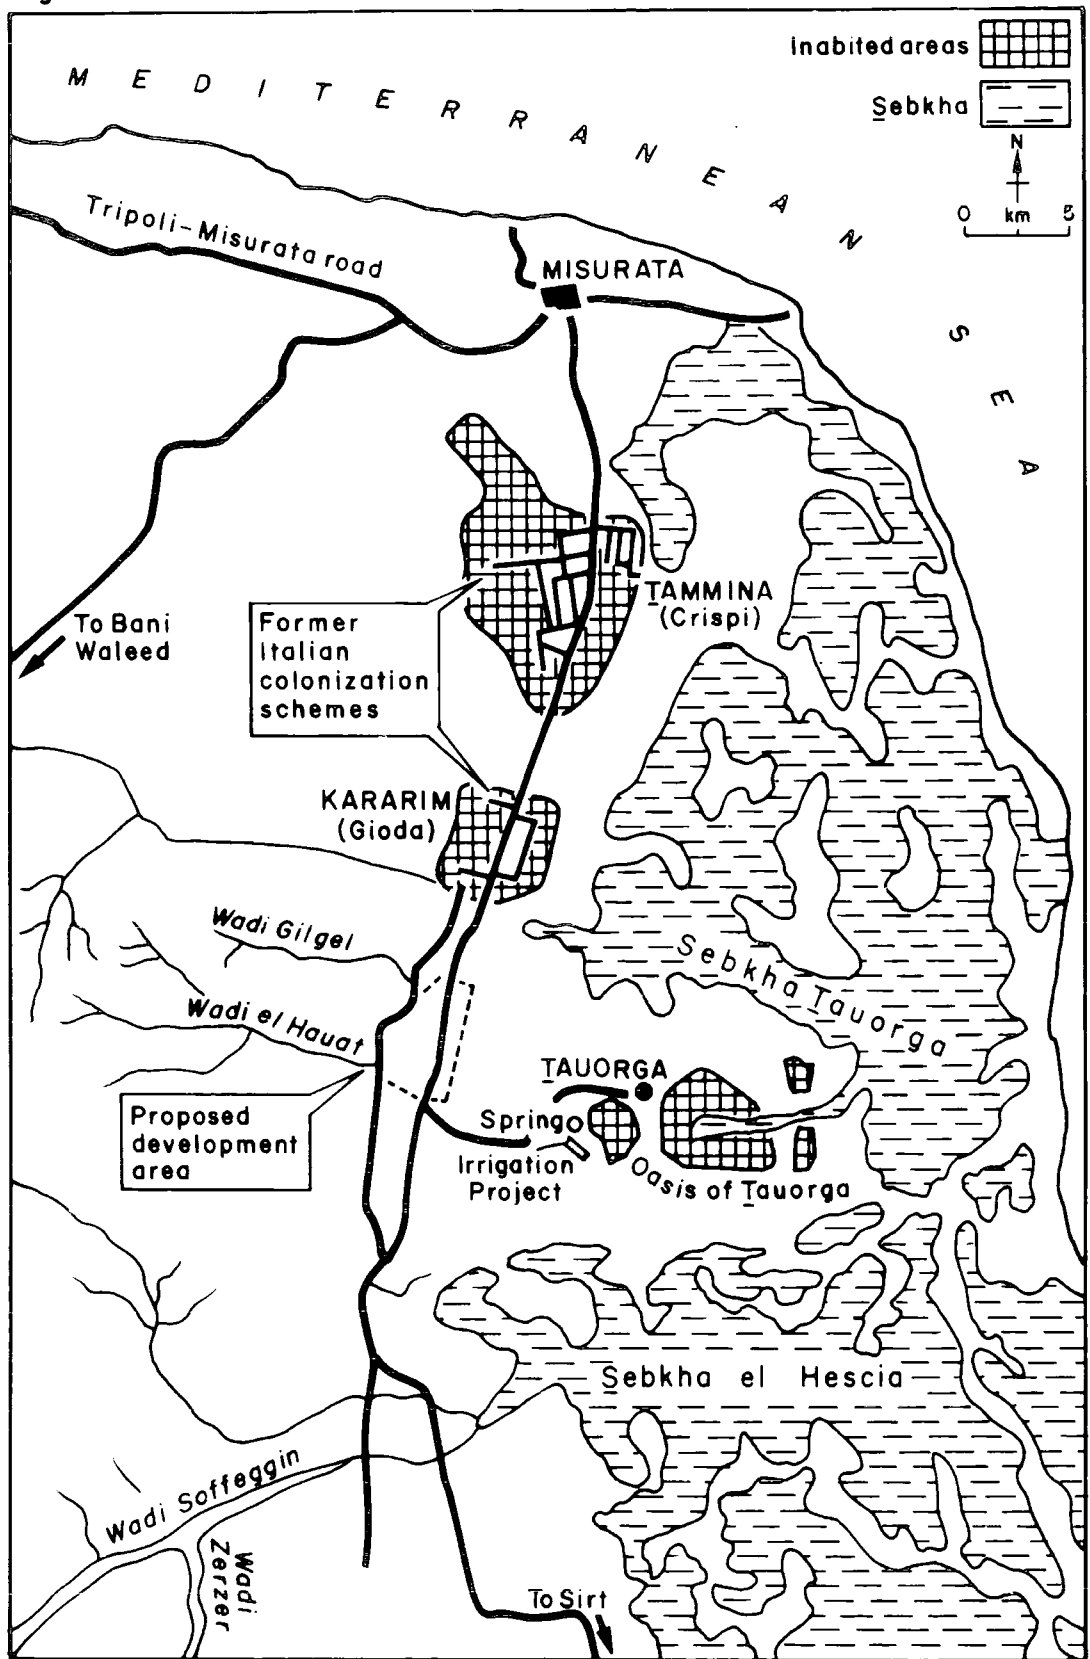 Inabited areas
Sebkha
N
0 km 5
MEDITERRANEAN SEA
Tripoli-Misurata road
MISURATA
TAMMINA
(Crispi)
To Bani
Waleed
Former
Italian
colonization
schemes
KARARIM
(Gioda)
Wadi Gilgel
Sebkha Tauorga
Wadi el Hauat
TAUORGA
Proposed
development
area
Spring
Irrigation
Project
Oasis of Tauorga
Sebkha el Hescia
Wadi Soffeggin
Wadi
Zerzer
To Sirt